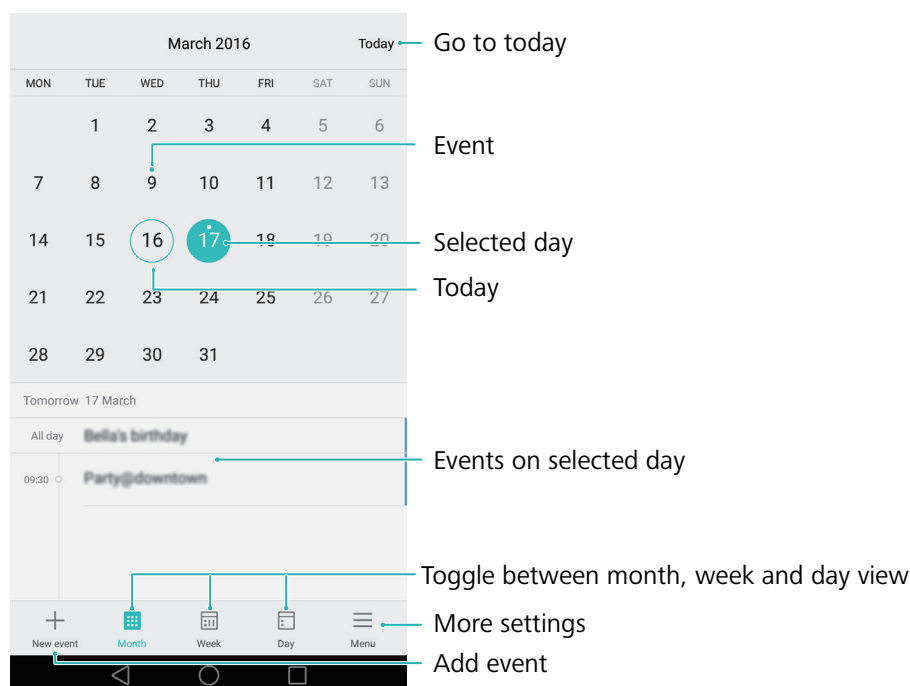 March 2016 Today Go to today
MON TUE WED THU FRI SAT SUN
1 2 3 4 5 6
Event
7 8 9 10 11 12 13
14 15 16 17 18 19 20 Selected day
Today
21 22 23 24 25 26 27
28 29 30 31
Tomorrow 17 March
All day Bella's birthday
Events on selected day
09:30 Party@downtown
Toggle between month, week and day view
More settings
New event Month Week Day Menu
Add event